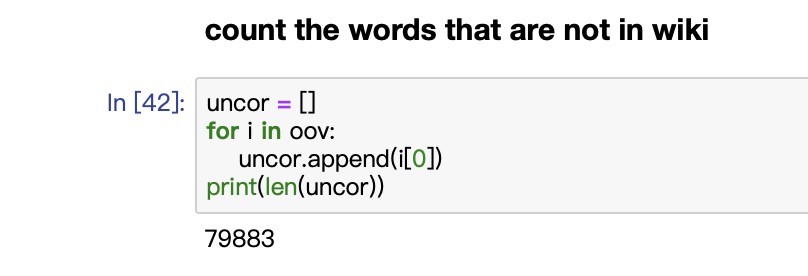 count the words that are not in wiki
In [42]: uncor = []
for i in oov:
    uncor.append(i[0])
print(len(uncor))
79883